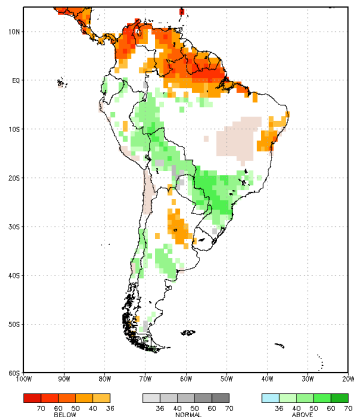 10N
EQ
10S
20S
30S
40S
50S
60S
100W 90W 80W 70W 60W 50W 40W 30W 20W
70 60 50 40 36 36 40 50 60 70 36 40 50 60 70
BELOW NORMAL ABOVE